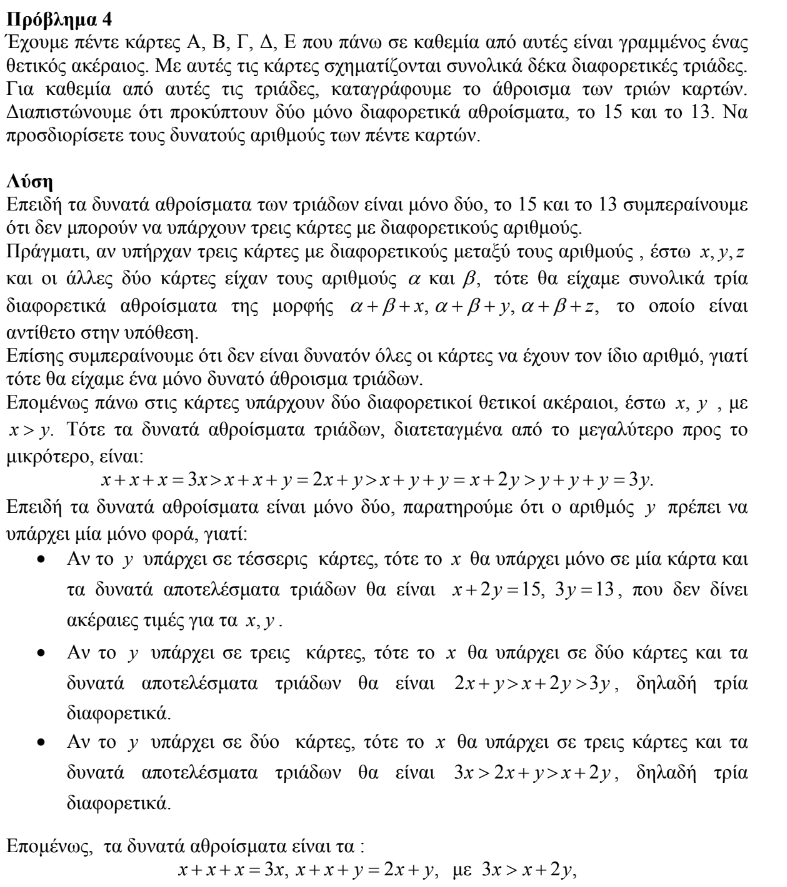 Πρόβλημα 4
Έχουμε πέντε κάρτες Α, Β, Γ, Δ, Ε που πάνω σε καθεμία από αυτές είναι γραμμένος ένας
θετικός ακέραιος. Με αυτές τις κάρτες σχηματίζονται συνολικά δέκα διαφορετικές τριάδες.
Για καθεμία από αυτές τις τριάδες, καταγράφουμε το άθροισμα των τριών καρτών.
Διαπιστώνουμε ότι προκύπτουν δύο μόνο διαφορετικά αθροίσματα, το 15 και το 13. Να
προσδιορίσετε τους δυνατούς αριθμούς των πέντε καρτών.
Λύση
Επειδή τα δυνατά αθροίσματα των τριάδων είναι μόνο δύο, το 15 και το 13 συμπεραίνουμε
ότι δεν μπορούν να υπάρχουν τρεις κάρτες με διαφορετικούς αριθμούς.
Πράγματι, αν υπήρχαν τρεις κάρτες με διαφορετικούς μεταξύ τους αριθμούς , έστω x, y, z
και οι άλλες δύο κάρτες είχαν τους αριθμούς α και β, τότε θα είχαμε συνολικά τρία
διαφορετικά αθροίσματα της μορφής α + β + x, α + β + y, α + β + z, το οποίο είναι
αντίθετο στην υπόθεση.
Επίσης συμπεραίνουμε ότι δεν είναι δυνατόν όλες οι κάρτες να έχουν τον ίδιο αριθμό, γιατί
τότε θα είχαμε ένα μόνο δυνατό άθροισμα τριάδων.
Επομένως πάνω στις κάρτες υπάρχουν δύο διαφορετικοί θετικοί ακέραιοι, έστω x, y , με
x > y. Τότε τα δυνατά αθροίσματα τριάδων, διατεταγμένα από το μεγαλύτερο προς το
μικρότερο, είναι:
x + x + x = 3x > x + x + y = 2x + y > x + y + y = x + 2y > y + y + y = 3y.
Επειδή τα δυνατά αθροίσματα είναι μόνο δύο, παρατηρούμε ότι ο αριθμός y πρέπει να
υπάρχει μία μόνο φορά, γιατί:
• Αν το y υπάρχει σε τέσσερις κάρτες, τότε το x θα υπάρχει μόνο σε μία κάρτα και
τα δυνατά αποτελέσματα τριάδων θα είναι x + 2y = 15, 3y = 13 , που δεν δίνει
ακέραιες τιμές για τα x, y .
• Αν το y υπάρχει σε τρεις κάρτες, τότε το x θα υπάρχει σε δύο κάρτες και τα
δυνατά αποτελέσματα τριάδων θα είναι 2x + y > x + 2y > 3y , δηλαδή τρία
διαφορετικά.
• Αν το y υπάρχει σε δύο κάρτες, τότε το x θα υπάρχει σε τρεις κάρτες και τα
δυνατά αποτελέσματα τριάδων θα είναι 3x > 2x + y > x + 2y , δηλαδή τρία
διαφορετικά.
Επομένως, τα δυνατά αθροίσματα είναι τα :
x + x + x = 3x, x + x + y = 2x + y, με 3x > x + 2y,